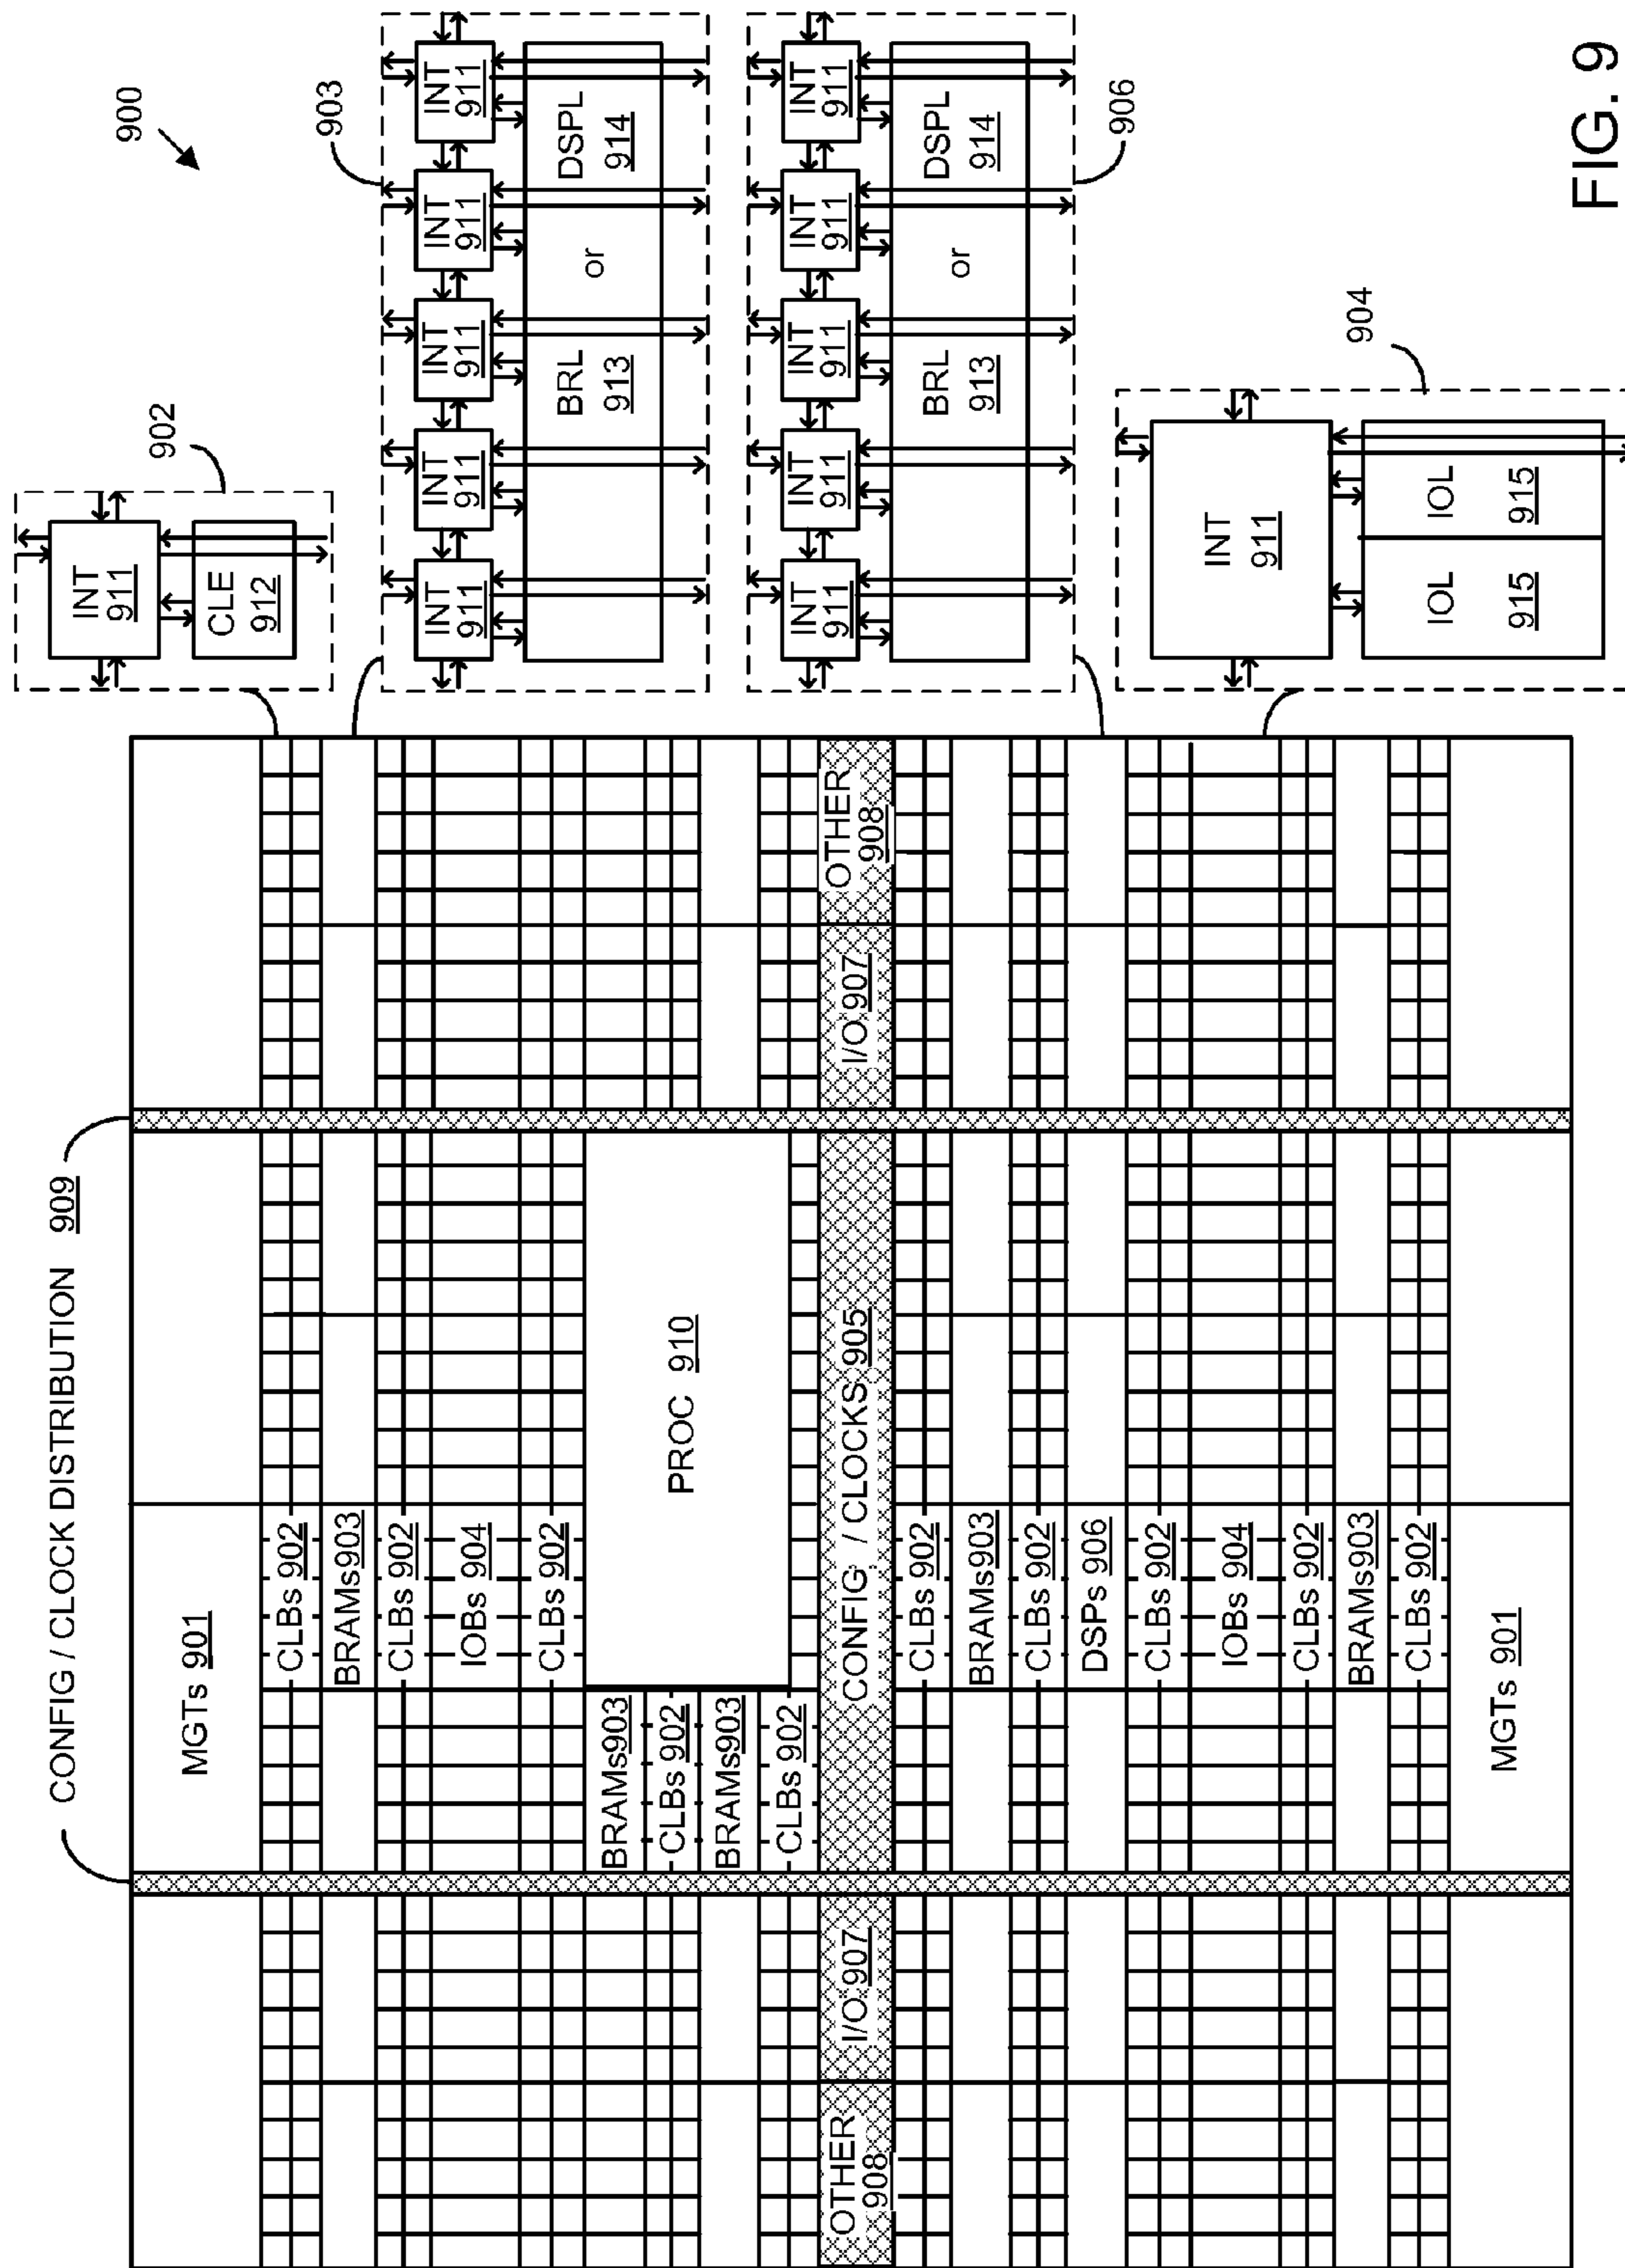 CONFIG / CLOCK DISTRIBUTION 909
MGTs 901
CLBs 902
BRAMs903
CLBs 902
IOBs 904
CLBs 902
BRAMs903
CLBs 902
BRAMs903
CLBs 902
PROC 910
OTHER
908
I/O 907
CONFIG / CLOCKS 905
I/O 907
OTHER
908
CLBs 902
BRAMs903
CLBs 902
DSPs 906
CLBs 902
IOBs 904
CLBs 902
BRAMs903
CLBs 902
MGTs 901
900
902
INT
911
CLE
912
903
INT
911
INT
911
INT
911
INT
911
INT
911
BRL
913
or
DSPL
914
INT
911
INT
911
INT
911
INT
911
INT
911
BRL
913
or
DSPL
914
906
904
INT
911
IOL
915
IOL
915
FIG. 9